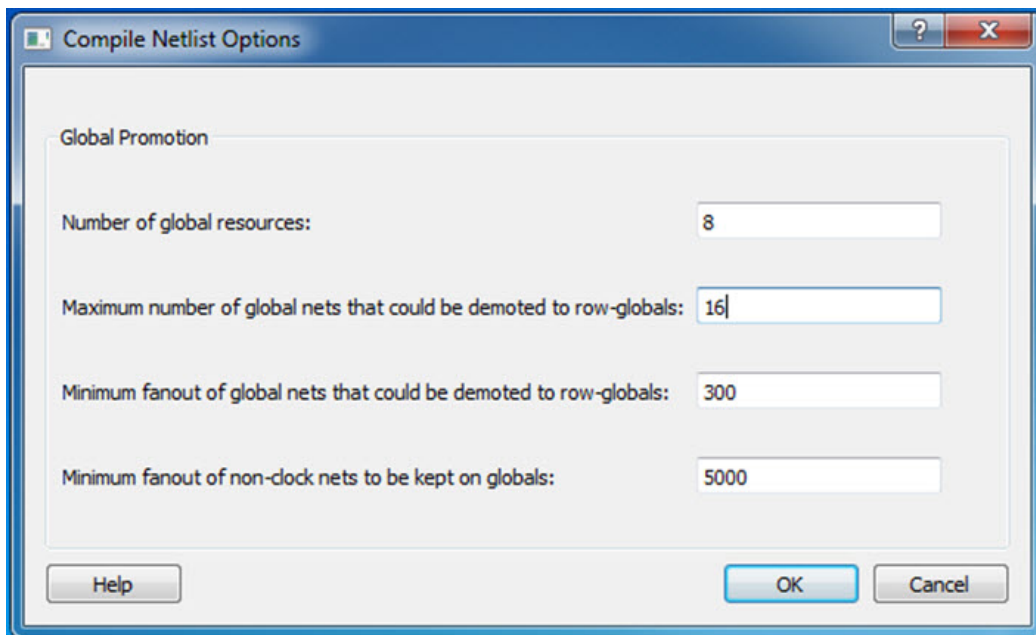 Compile Netlist Options
Global Promotion
Number of global resources: 8
Maximum number of global nets that could be demoted to row-globals: 16
Minimum fanout of global nets that could be demoted to row-globals: 300
Minimum fanout of non-clock nets to be kept on globals: 5000
Help OK Cancel